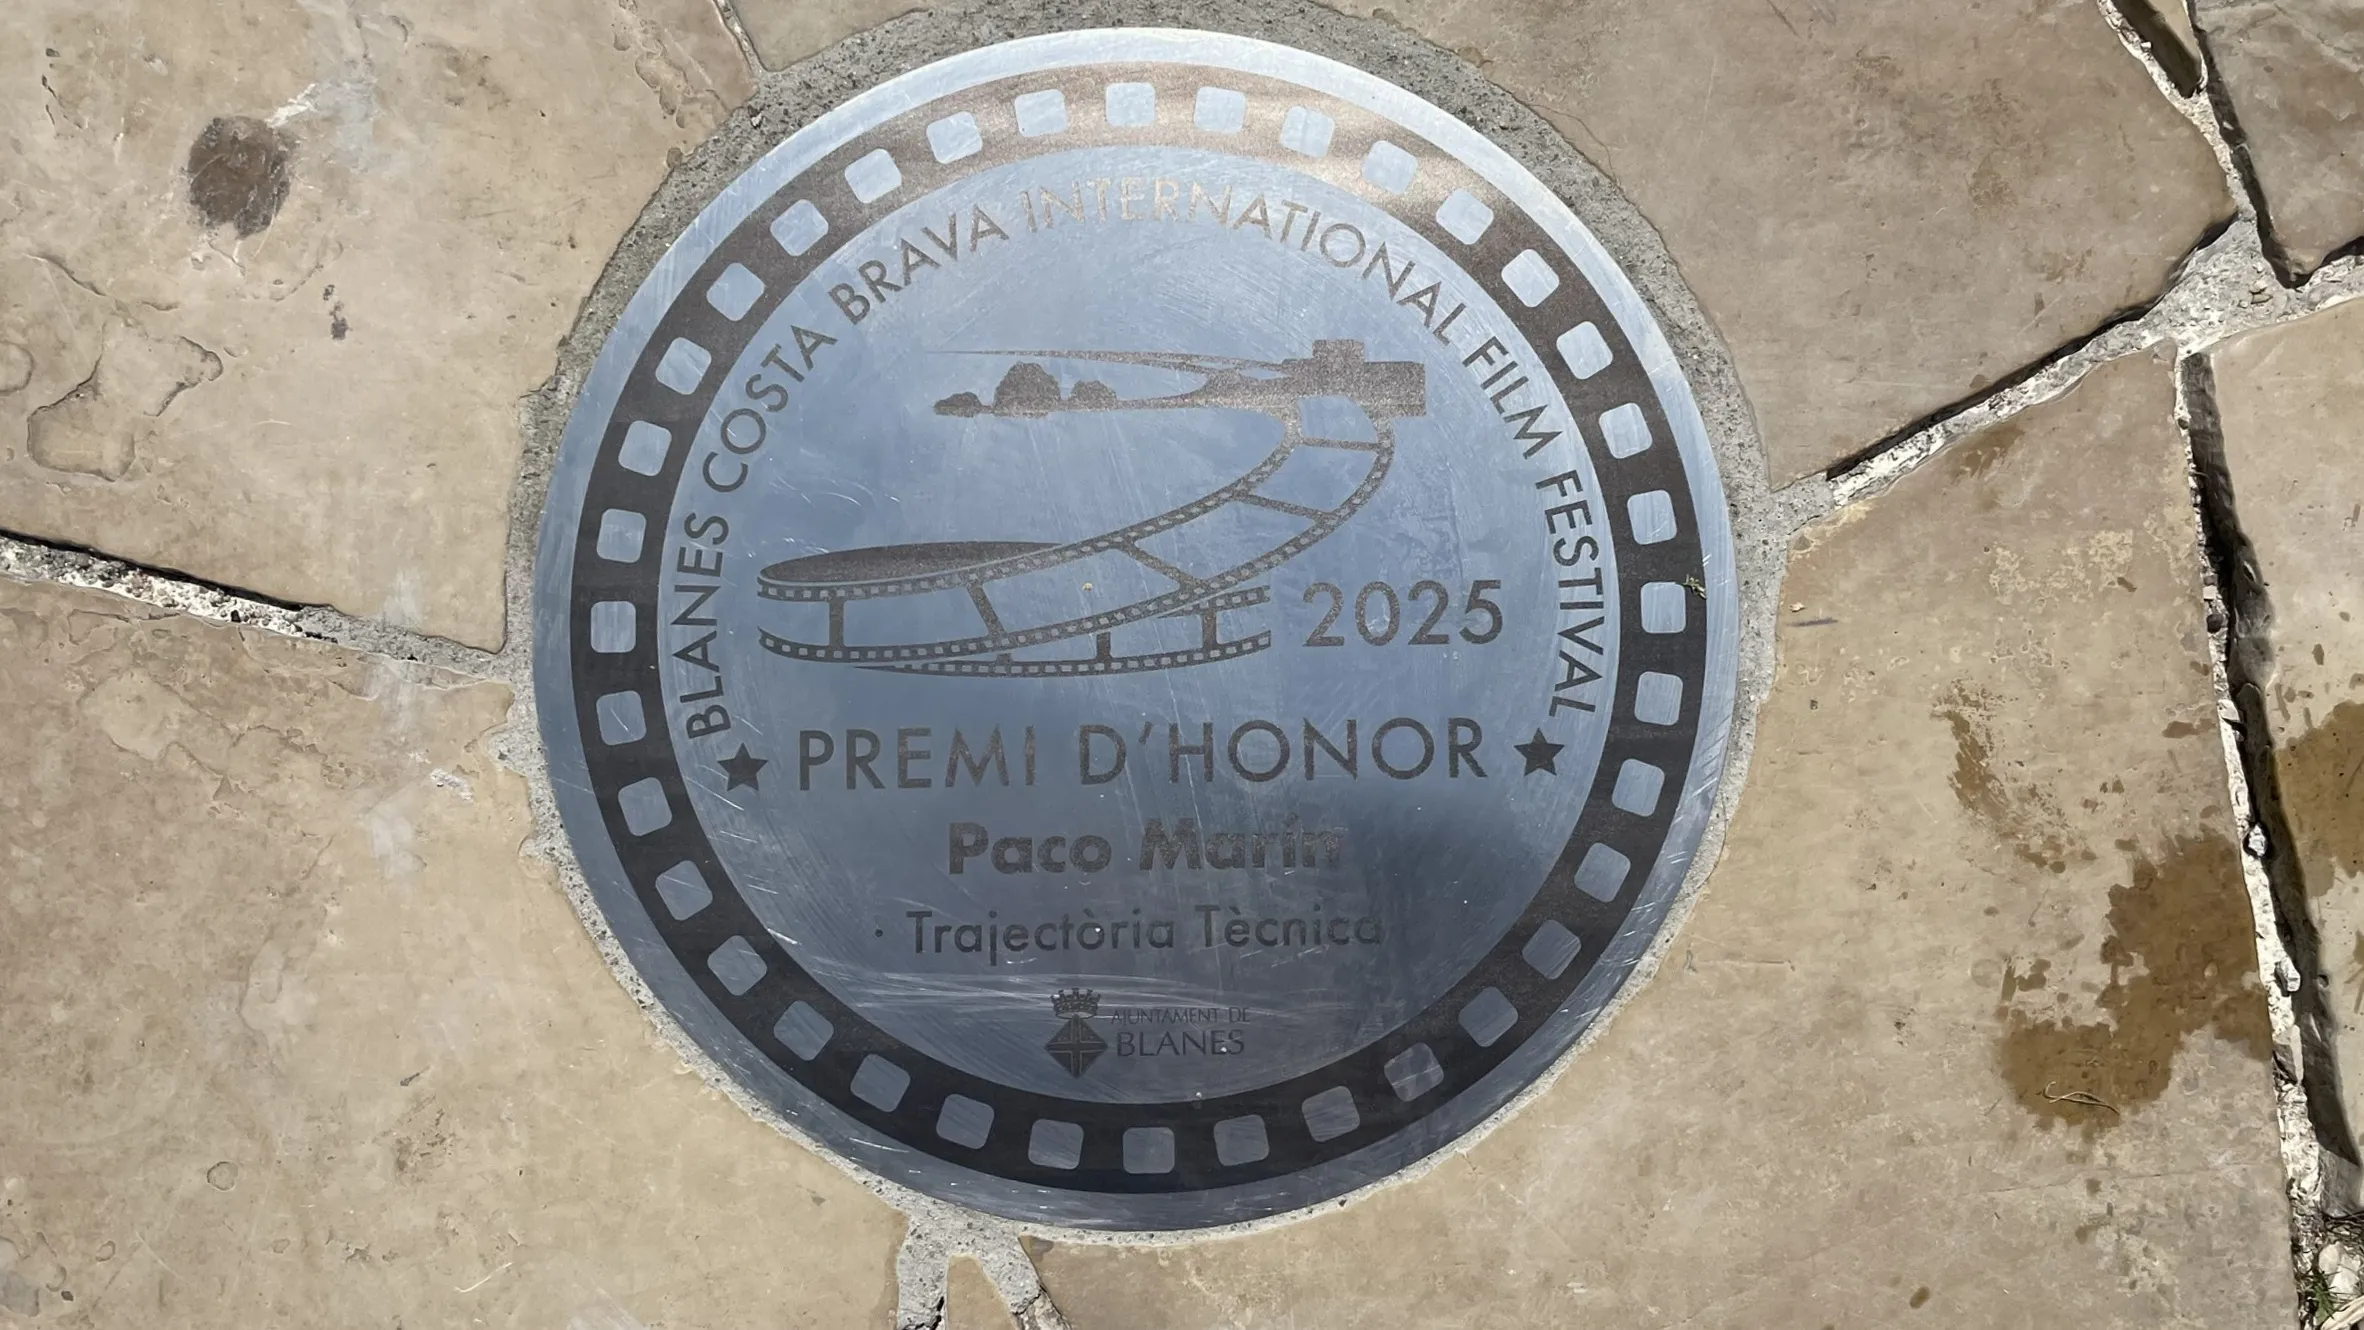 BLANES COSTA BRAVA INTERNATIONAL FILM FESTIVAL
2025
PREMI D'HONOR
Paco Marín
· Trajectòria Tècnica
AJUNTAMENT DE
BLANES